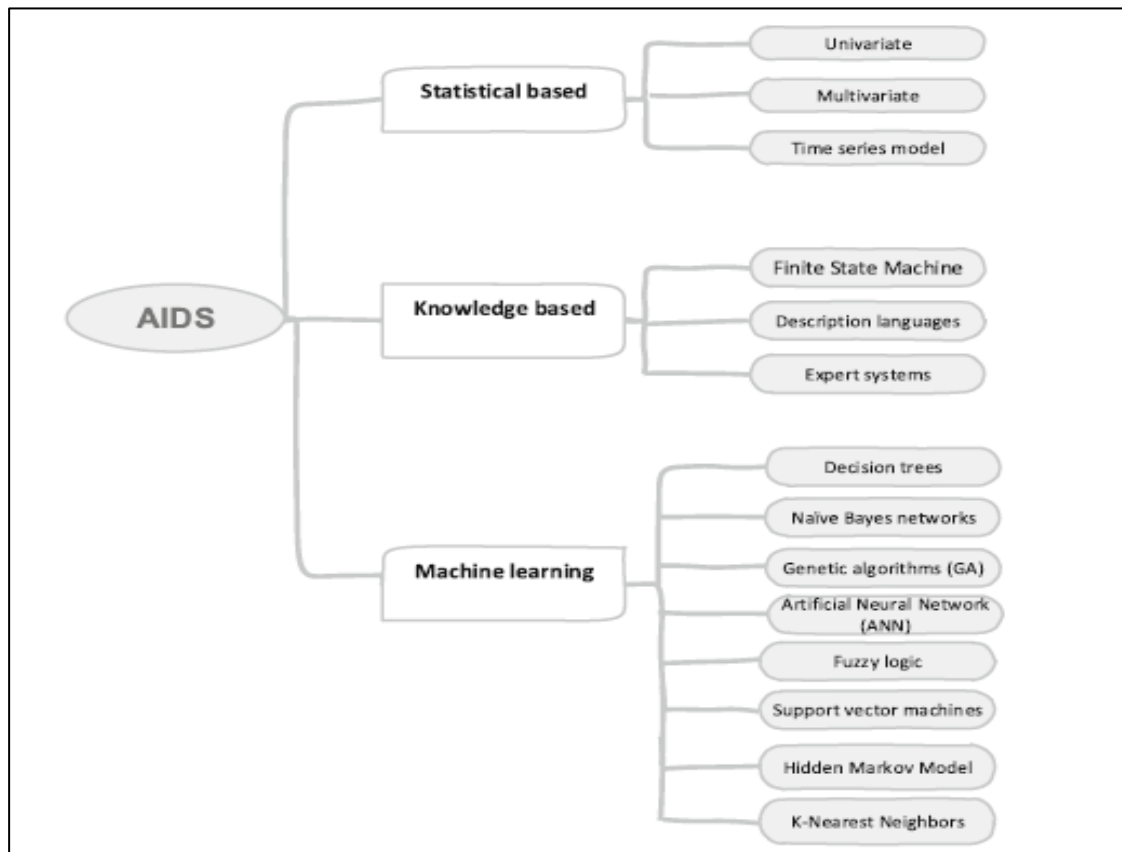 AIDS
Statistical based
Univariate
Multivariate
Time series model
Knowledge based
Finite State Machine
Description languages
Expert systems
Machine learning
Decision trees
Naïve Bayes networks
Genetic algorithms (GA)
Artificial Neural Network
(ANN)
Fuzzy logic
Support vector machines
Hidden Markov Model
K-Nearest Neighbors